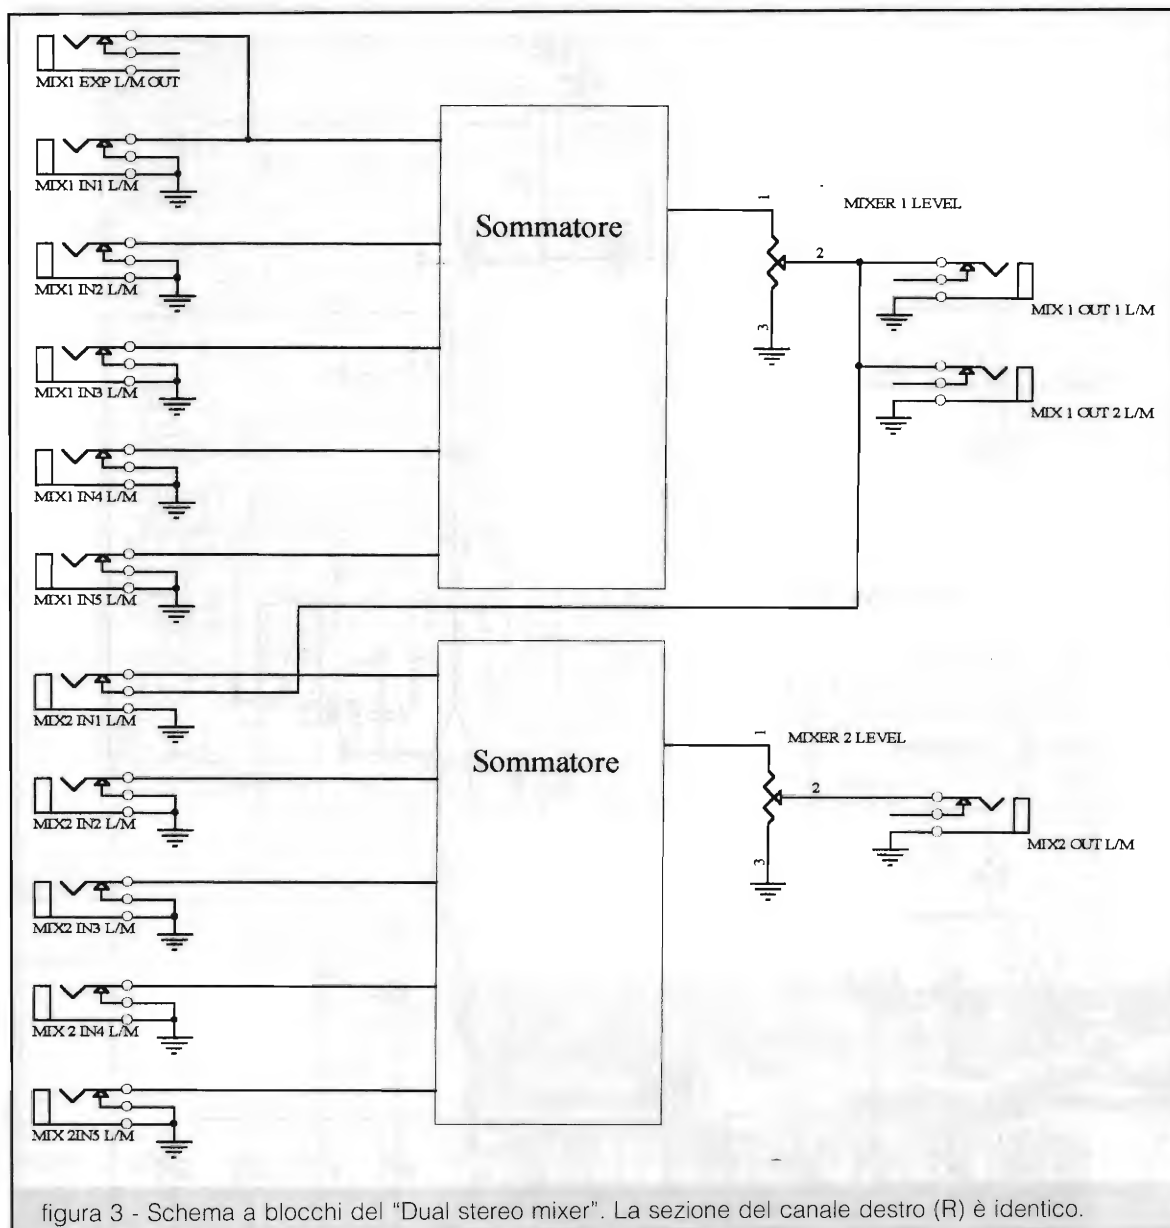 MIX1 EXP L/M OUT
MIX1 IN1 L/M
MIX1 IN2 L/M
MIX1 IN3 L/M
MIX1 IN4 L/M
MIX1 IN5 L/M
Sommatore
1
2
3
MIXER 1 LEVEL
MIX 1 OUT 1 L/M
MIX 1 OUT 2 L/M
MIX2 IN1 L/M
MIX2 IN2 L/M
MIX2 IN3 L/M
MIX 2 IN4 L/M
MIX 2IN5 L/M
Sommatore
1
2
3
MIXER 2 LEVEL
MIX2 OUT L/M
figura 3 - Schema a blocchi del "Dual stereo mixer". La sezione del canale destro (R) è identico.